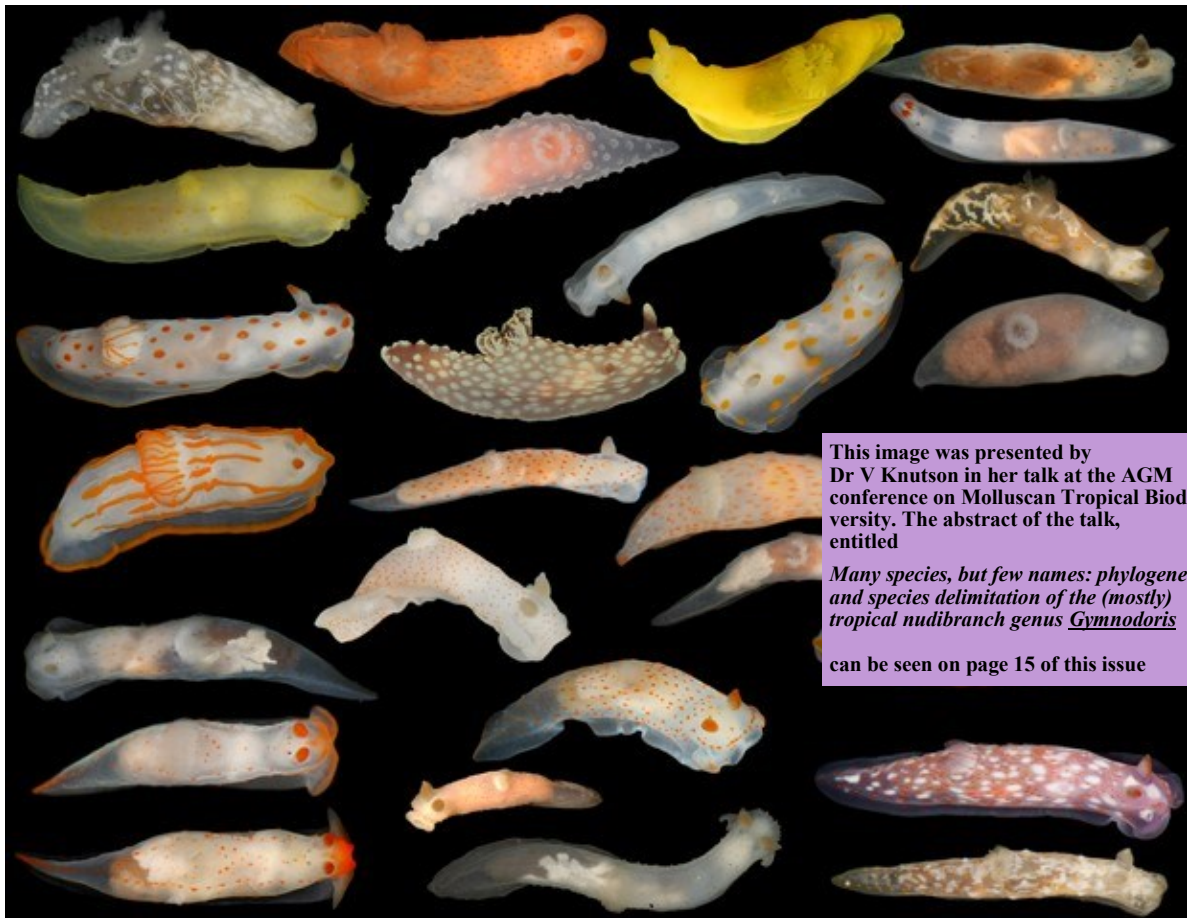 This image was presented by
Dr V Knutson in her talk at the AGM
conference on Molluscan Tropical Biod
versity. The abstract of the talk,
entitled
Many species, but few names: phylogene
and species delimitation of the (mostly)
tropical nudibranch genus Gymnodoris
can be seen on page 15 of this issue